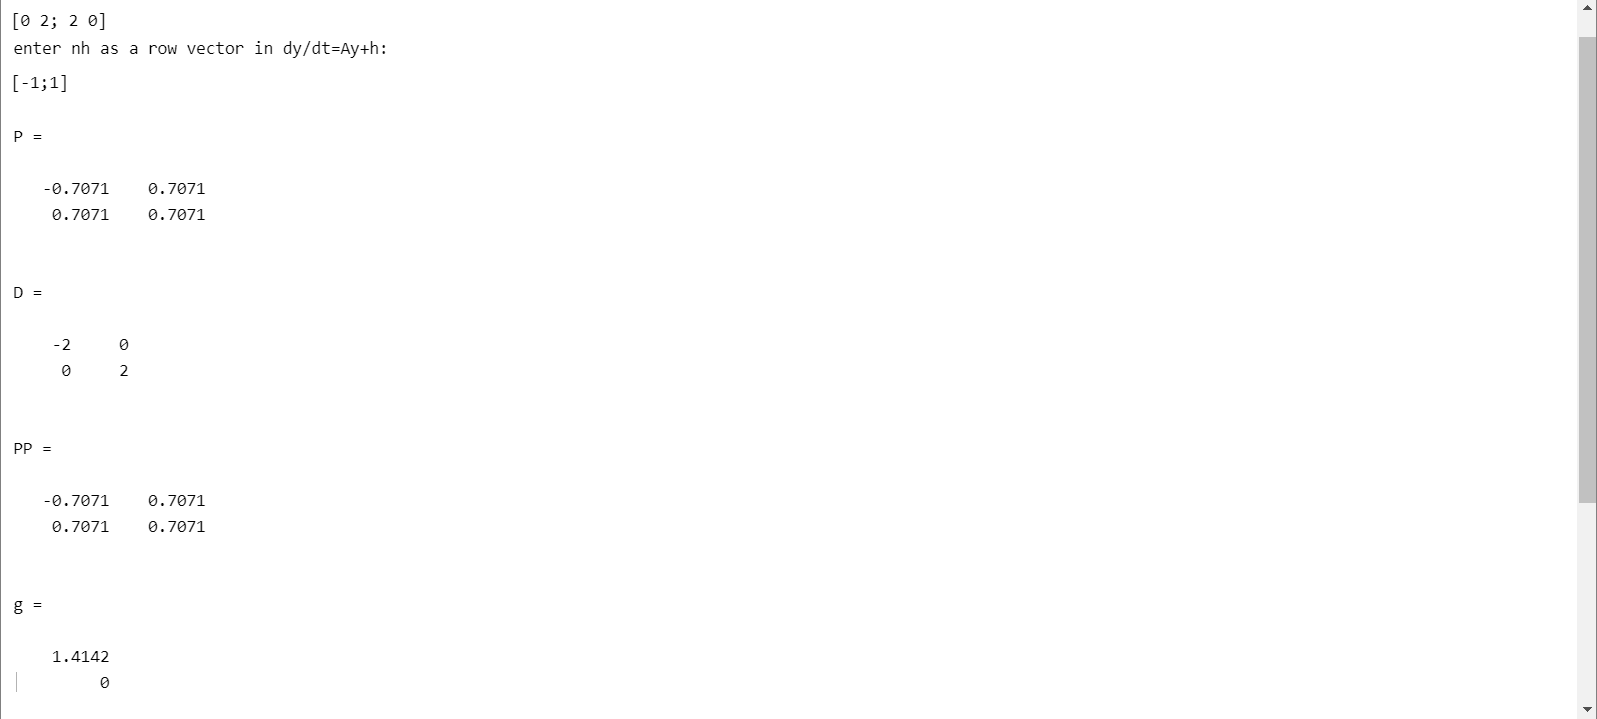 [0 2; 2 0]
enter nh as a row vector in dy/dt=Ay+h:
[-1;1]
P =
-0.7071 0.7071
0.7071 0.7071
D =
-2 0
0 2
PP =
-0.7071 0.7071
0.7071 0.7071
g =
1.4142
0